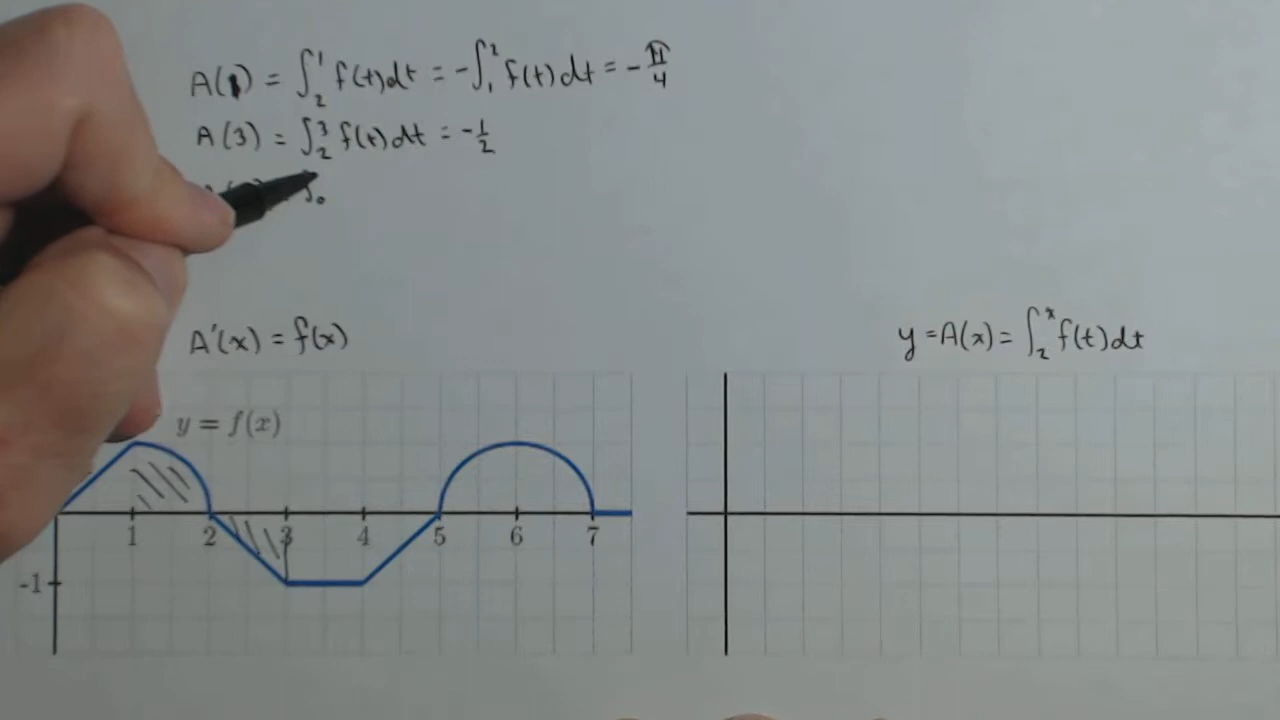 A(1) = ∫₂¹ f(t)dt = -∫₁² f(t)dt = -π/4
A(3) = ∫₂³ f(t)dt = -1/2
∫₀
A'(x) = f(x)
y = A(x) = ∫₂ˣ f(t)dt
y = f(x)
1 2 3 4 5 6 7
-1